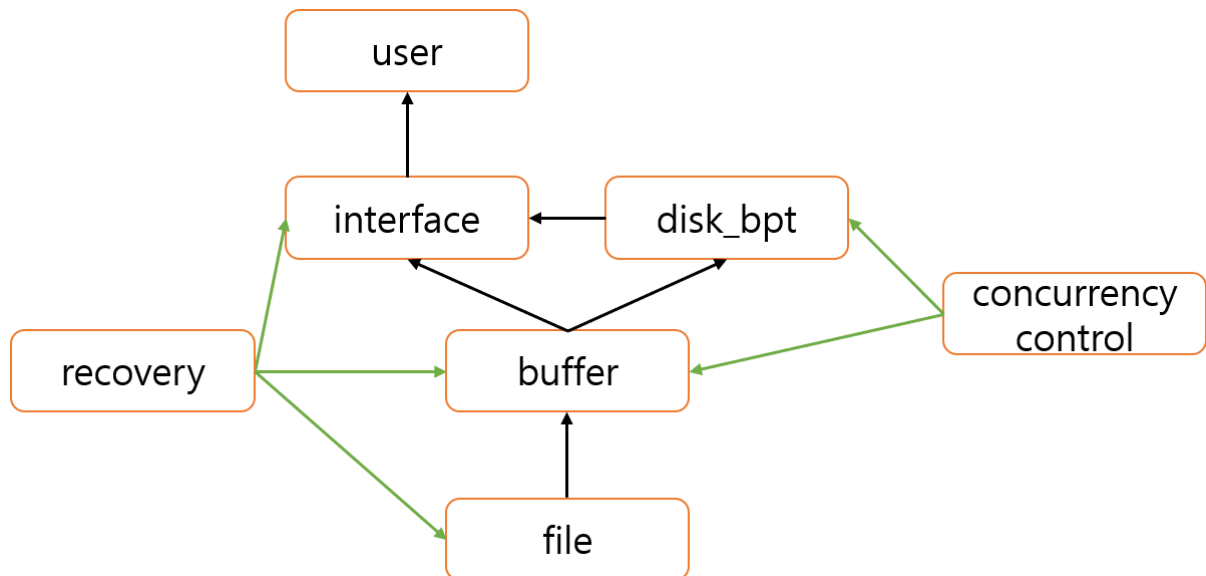 user
interface
disk_bpt
concurrency
control
recovery
buffer
file